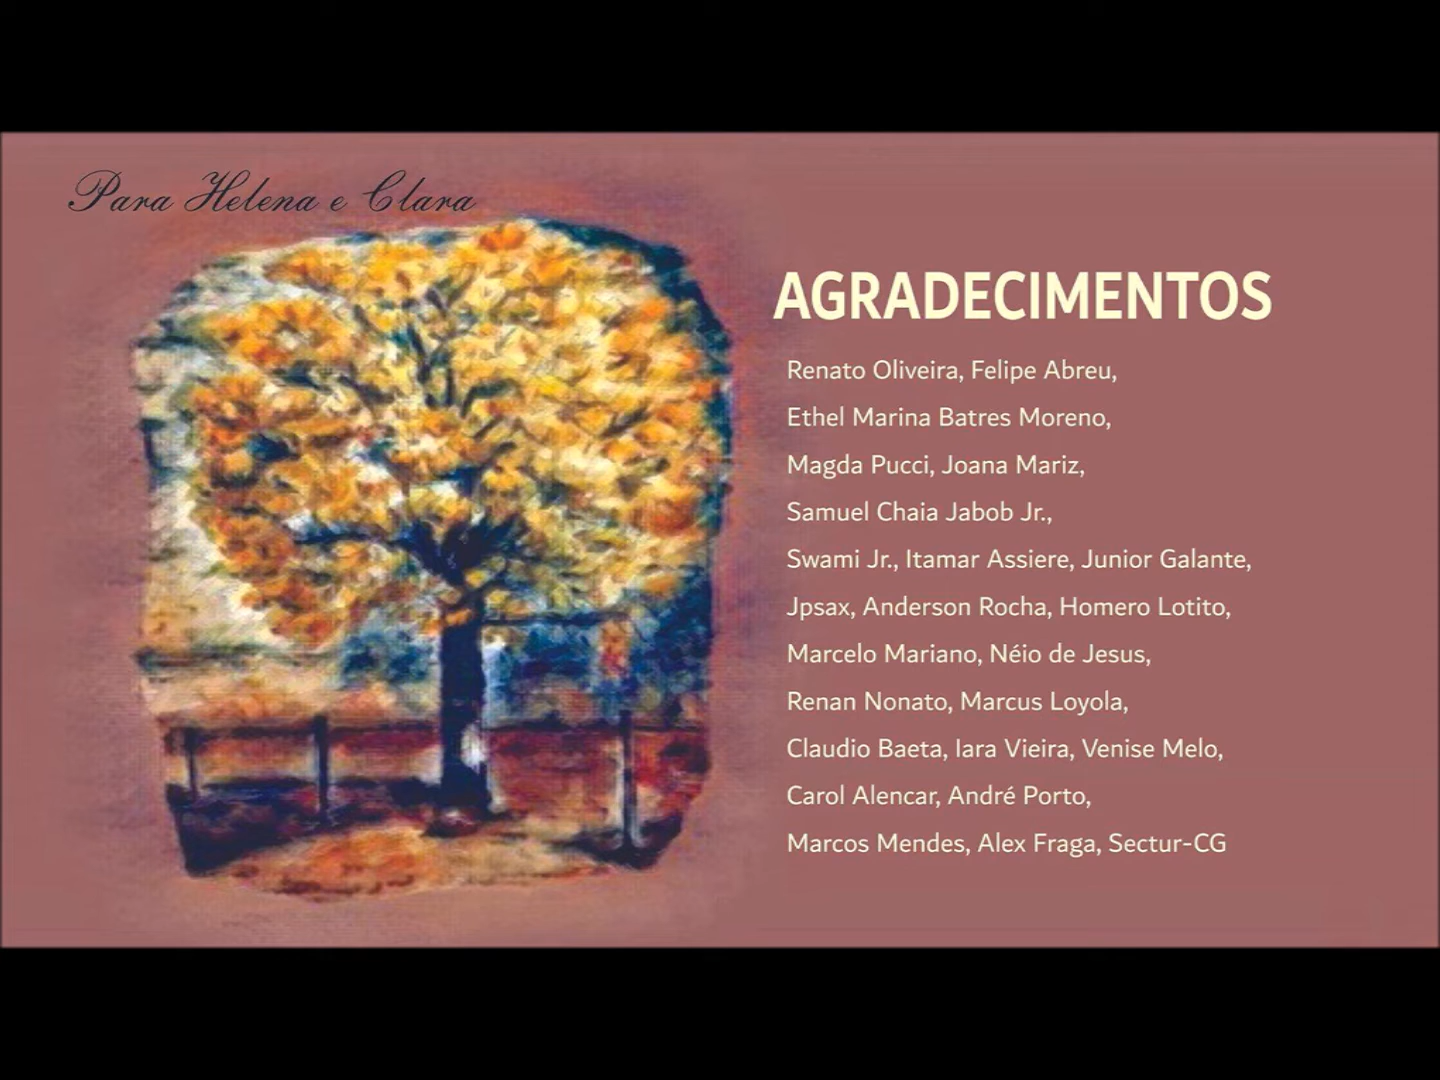 Para Helena e Clara
AGRADECIMENTOS
Renato Oliveira, Felipe Abreu,
Ethel Marina Batres Moreno,
Magda Pucci, Joana Mariz,
Samuel Chaia Jabob Jr.,
Swami Jr., Itamar Assiere, Junior Galante,
Jpsax, Anderson Rocha, Homero Lotito,
Marcelo Mariano, Néio de Jesus,
Renan Nonato, Marcus Loyola,
Claudio Baeta, Iara Vieira, Venise Melo,
Carol Alencar, André Porto,
Marcos Mendes, Alex Fraga, Sectur-CG